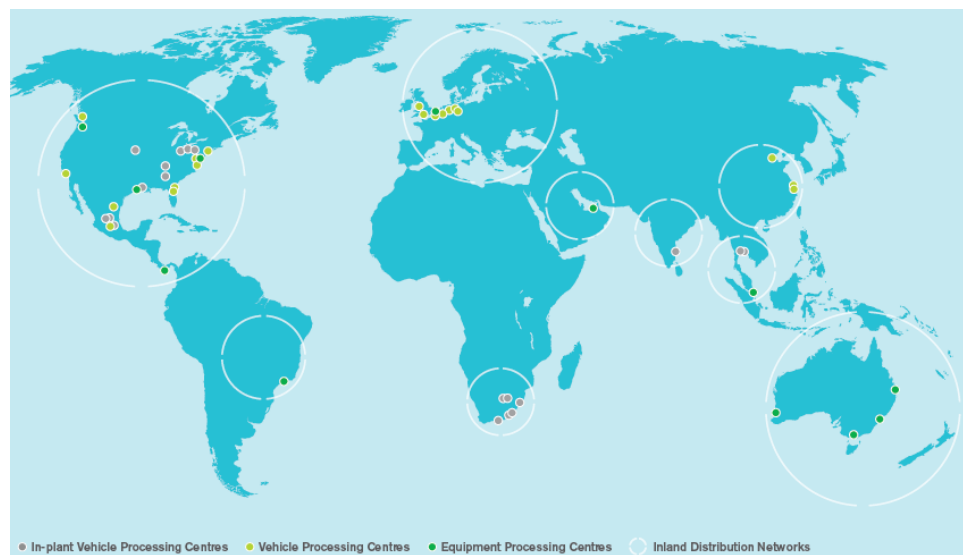 In-plant Vehicle Processing Centres Vehicle Processing Centres Equipment Processing Centres Inland Distribution Networks